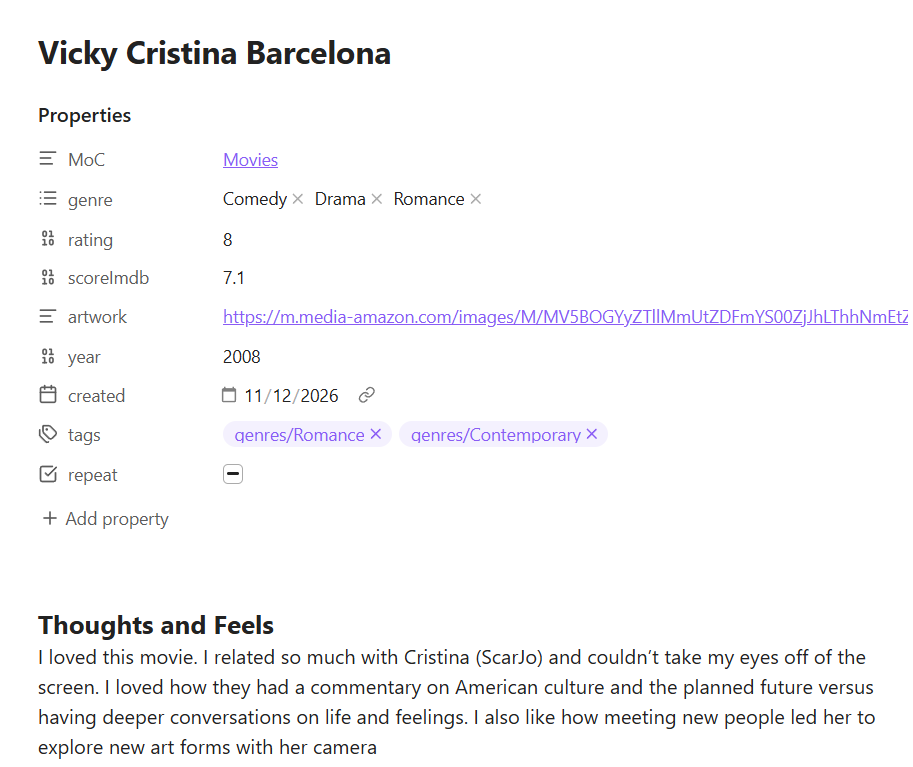 Vicky Cristina Barcelona
Properties
MoC Movies
genre Comedy × Drama × Romance ×
rating 8
scoreImdb 7.1
artwork https://m.media-amazon.com/images/M/MV5BOGYyZTllMmUtZDFmYS00ZjJhLThhNmEtZ
year 2008
created 11/12/2026
tags genres/Romance × genres/Contemporary ×
repeat
+ Add property
Thoughts and Feels
I loved this movie. I related so much with Cristina (ScarJo) and couldn’t take my eyes off of the
screen. I loved how they had a commentary on American culture and the planned future versus
having deeper conversations on life and feelings. I also like how meeting new people led her to
explore new art forms with her camera